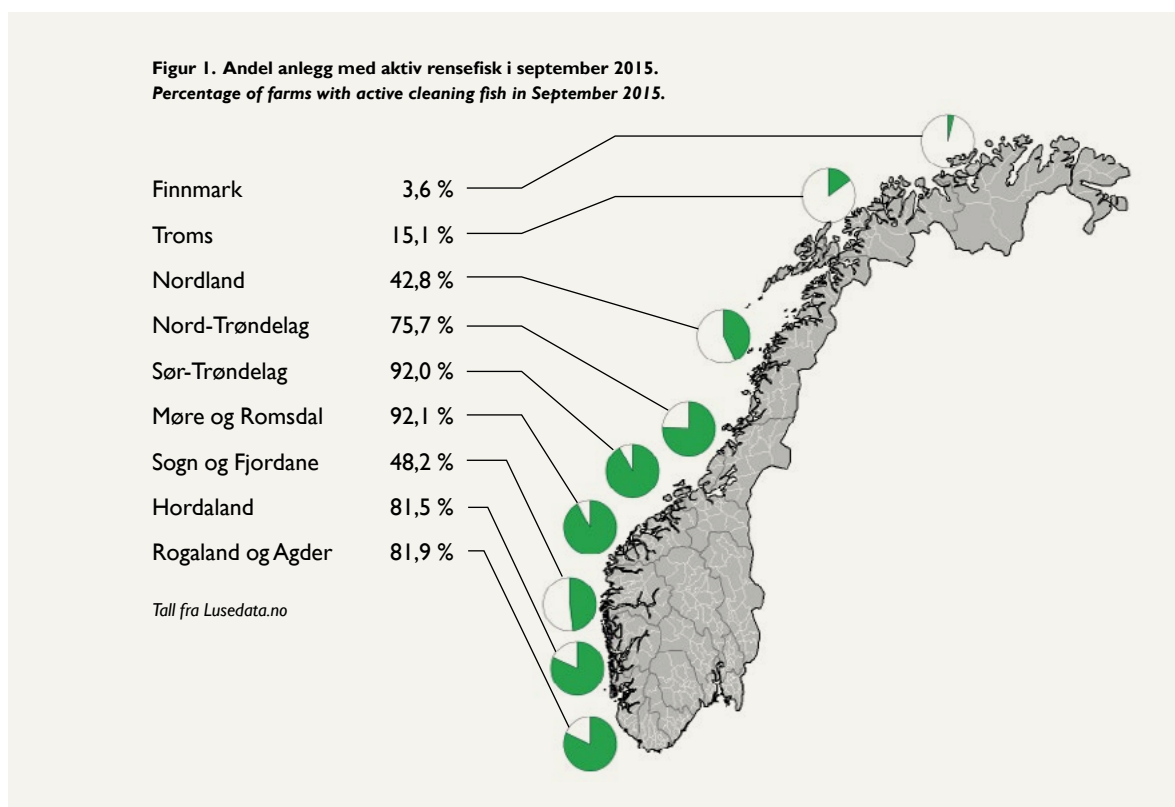 Figur 1. Andel anlegg med aktiv rensefisk i september 2015.
Percentage of farms with active cleaning fish in September 2015.
Finnmark 3,6 %
Troms 15,1 %
Nordland 42,8 %
Nord-Trøndelag 75,7 %
Sør-Trøndelag 92,0 %
Møre og Romsdal 92,1 %
Sogn og Fjordane 48,2 %
Hordaland 81,5 %
Rogaland og Agder 81,9 %
Tall fra Lusedata.no